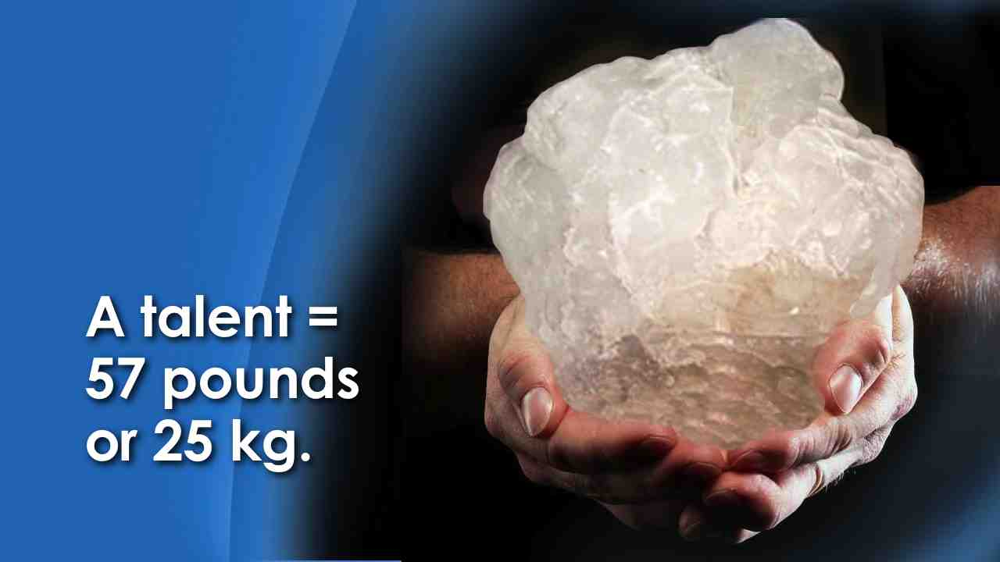 A talent =
57 pounds
or 25 kg.